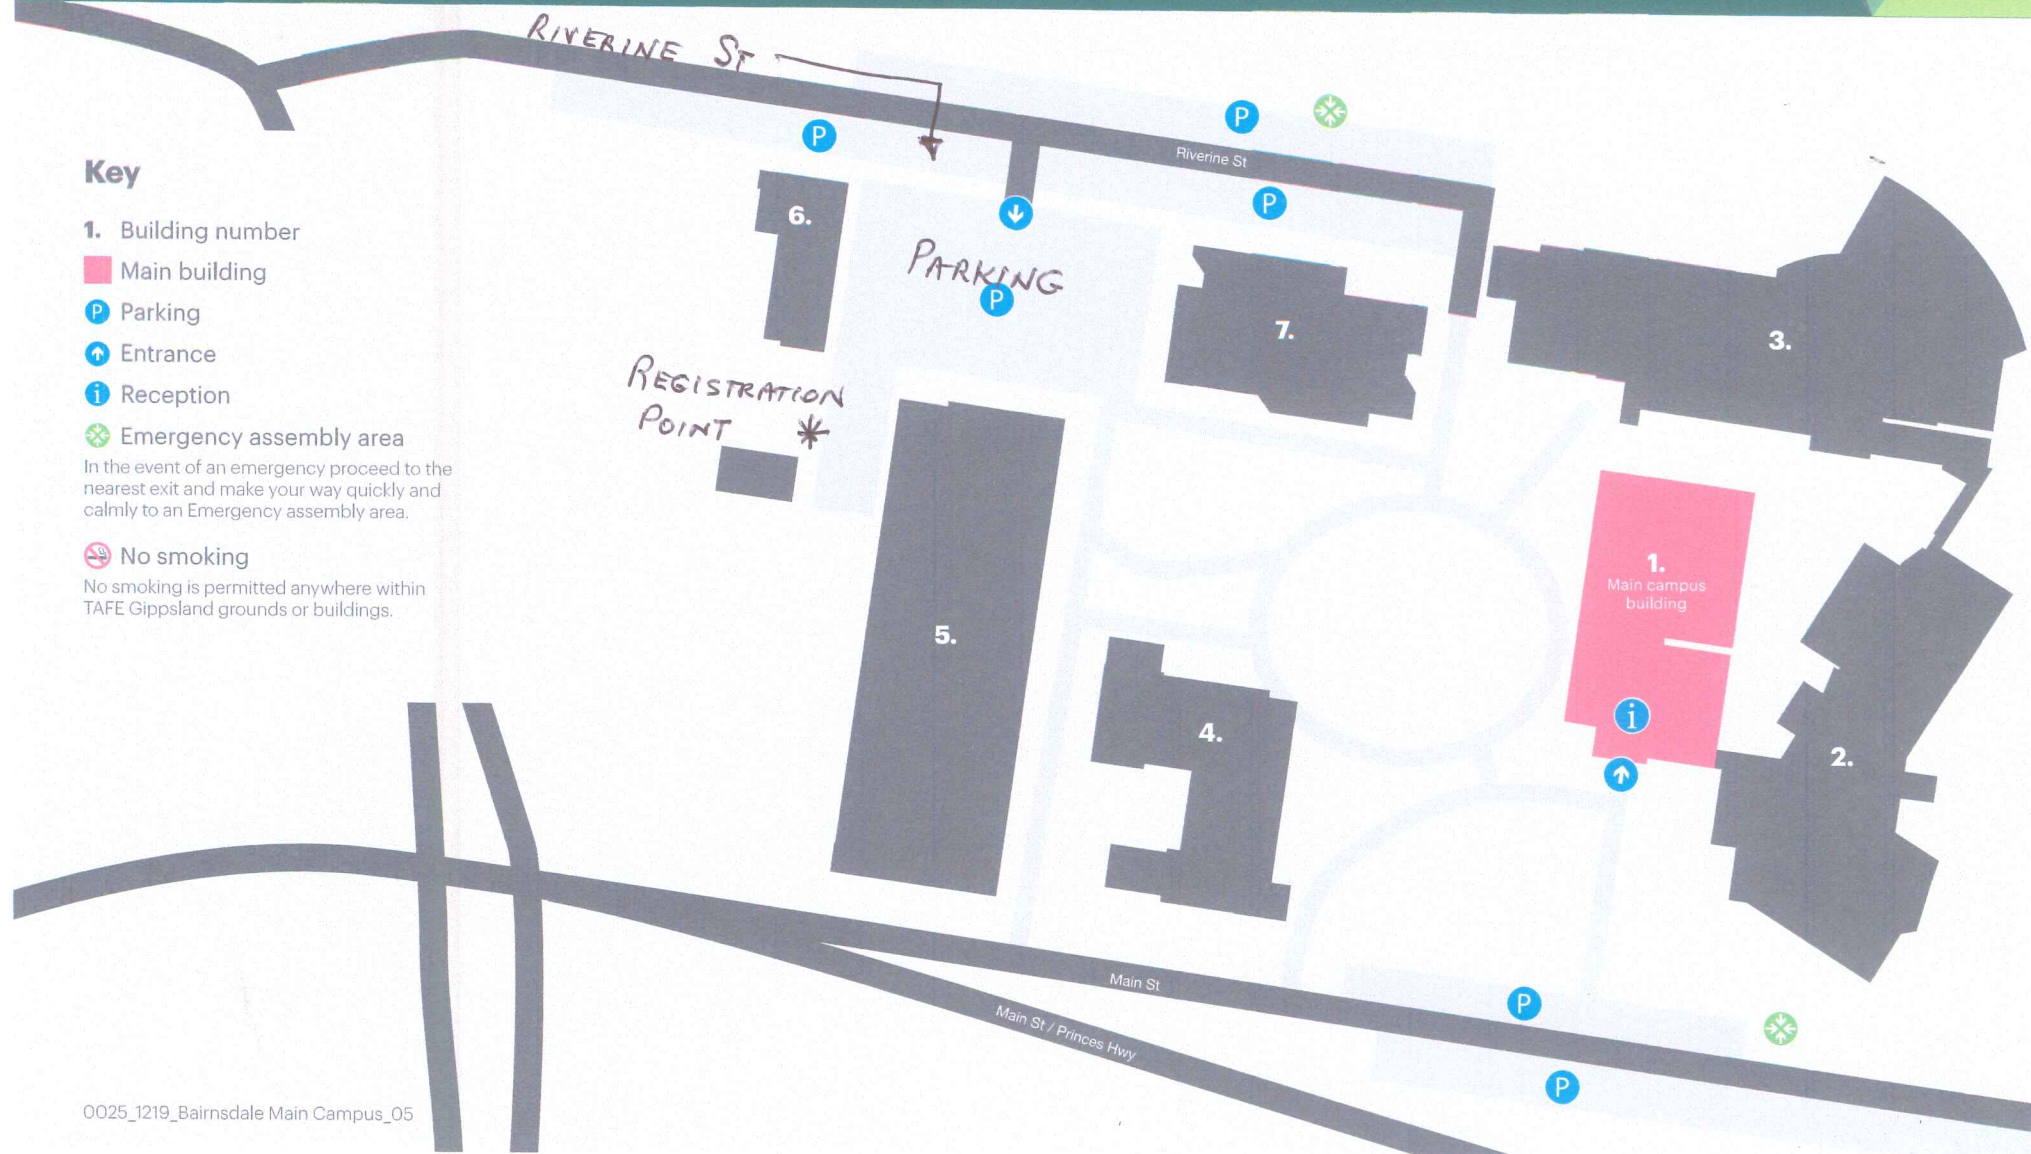 RIVERINE ST
P
P
Riverine St
P
Key
6.
1. Building number
PARKING
Main building
P
P Parking
7.
3.
Entrance
REGISTRATION
i Reception
POINT *
Emergency assembly area
In the event of an emergency proceed to the
nearest exit and make your way quickly and
calmly to an Emergency assembly area.
No smoking
1.
Main campus
building
No smoking is permitted anywhere within
TAFE Gippsland grounds or buildings.
5.
i
4.
2.
Main St
P
Main St / Princes Hwy
P
0025_1219_Bairnsdale Main Campus_05